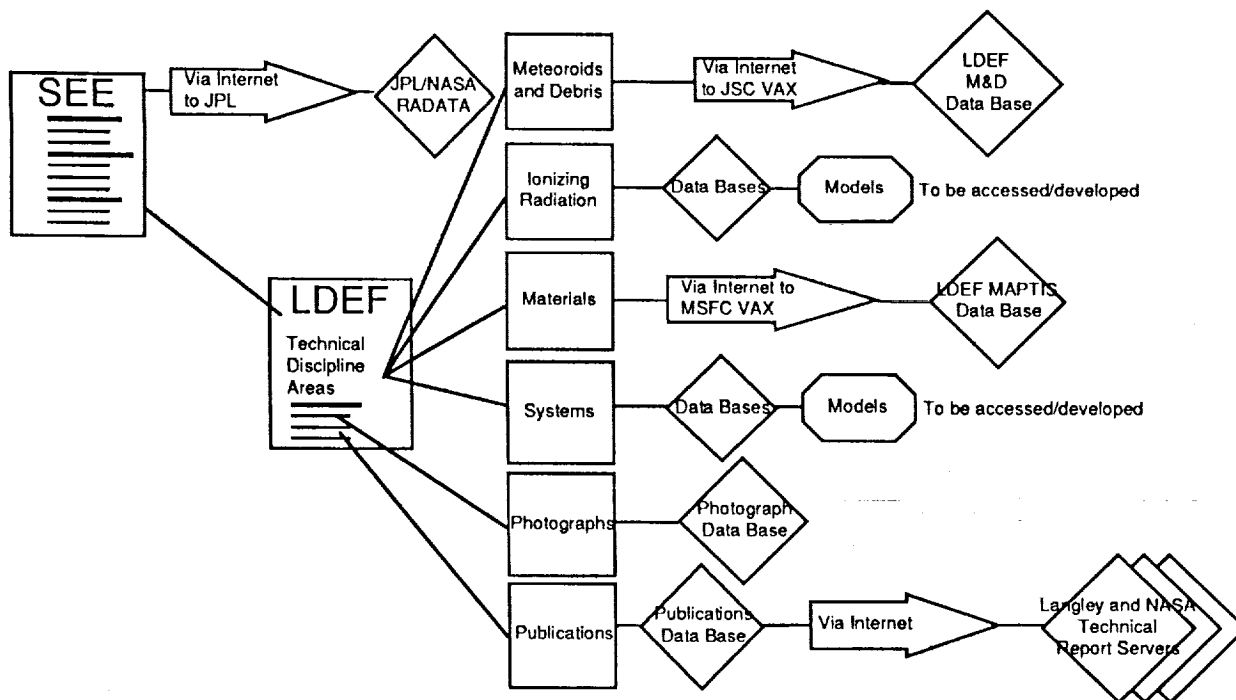 SEE
Via Internet
to JPL
JPL/NASA
RADATA
Meteoroids
and Debris
Via Internet
to JSC VAX
LDEF
M&D
Data Base
Ionizing
Radiation
Data Bases
Models
To be accessed/developed
LDEF
Technical
Discipline
Areas
Materials
Via Internet to
MSFC VAX
LDEF MAPTIS
Data Base
Systems
Data Bases
Models
To be accessed/developed
Photographs
Photograph
Data Base
Publications
Publications
Data Base
Via Internet
Langley and NASA
Technical
Report Servers